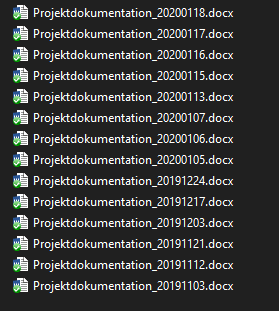 Projektdokumentation_20200118.docx
Projektdokumentation_20200117.docx
Projektdokumentation_20200116.docx
Projektdokumentation_20200115.docx
Projektdokumentation_20200113.docx
Projektdokumentation_20200107.docx
Projektdokumentation_20200106.docx
Projektdokumentation_20200105.docx
Projektdokumentation_20191224.docx
Projektdokumentation_20191217.docx
Projektdokumentation_20191203.docx
Projektdokumentation_20191121.docx
Projektdokumentation_20191112.docx
Projektdokumentation_20191103.docx